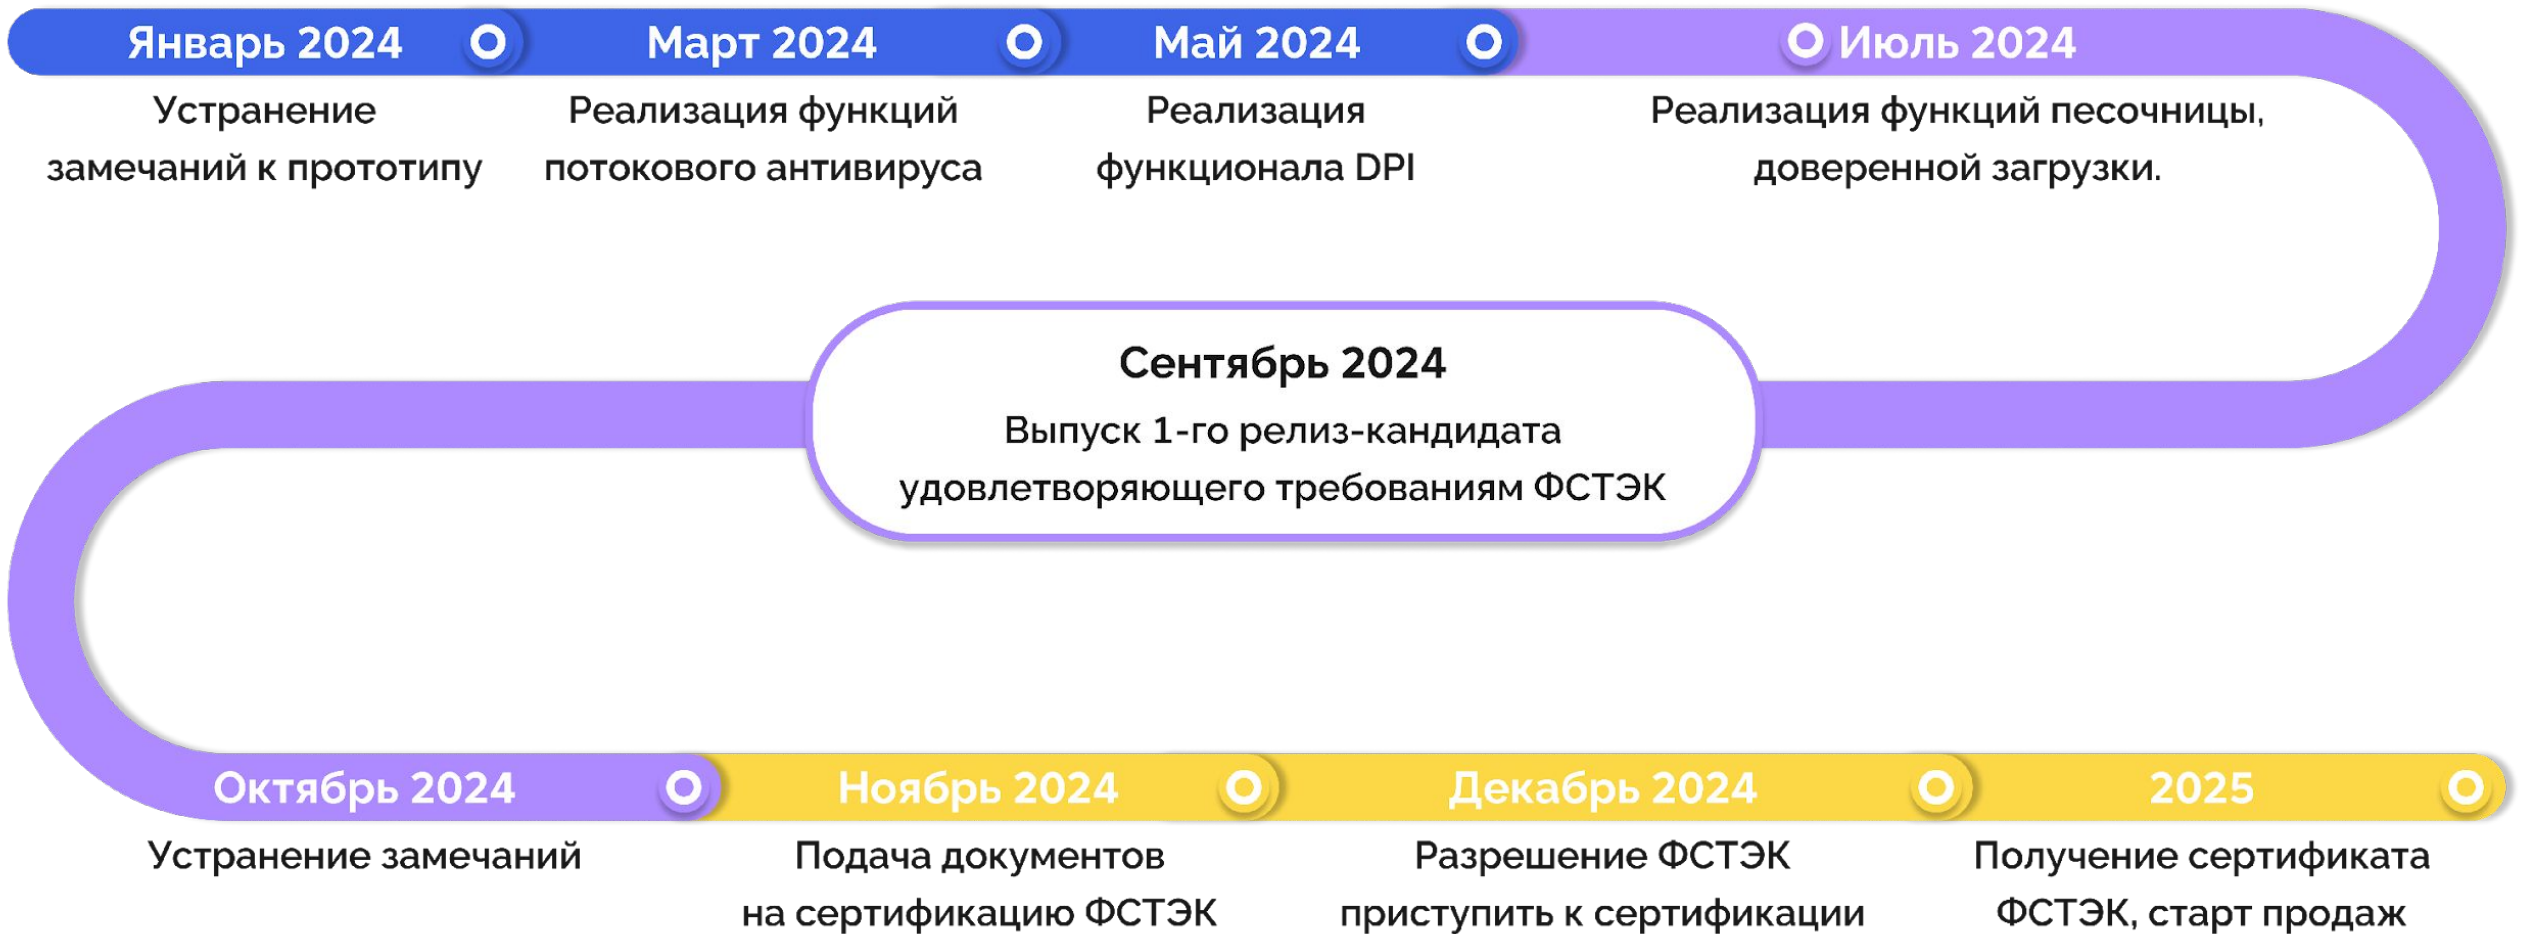 Январь 2024
Устранение
замечаний к прототипу
Март 2024
Реализация функций
потокового антивируса
Май 2024
Реализация
функционала DPI
Июль 2024
Реализация функций песочницы,
доверенной загрузки.
Сентябрь 2024
Выпуск 1-го релиз-кандидата
удовлетворяющего требованиям ФСТЭК
Октябрь 2024
Устранение замечаний
Ноябрь 2024
Подача документов
на сертификацию ФСТЭК
Декабрь 2024
Разрешение ФСТЭК
приступить к сертификации
2025
Получение сертификата
ФСТЭК, старт продаж